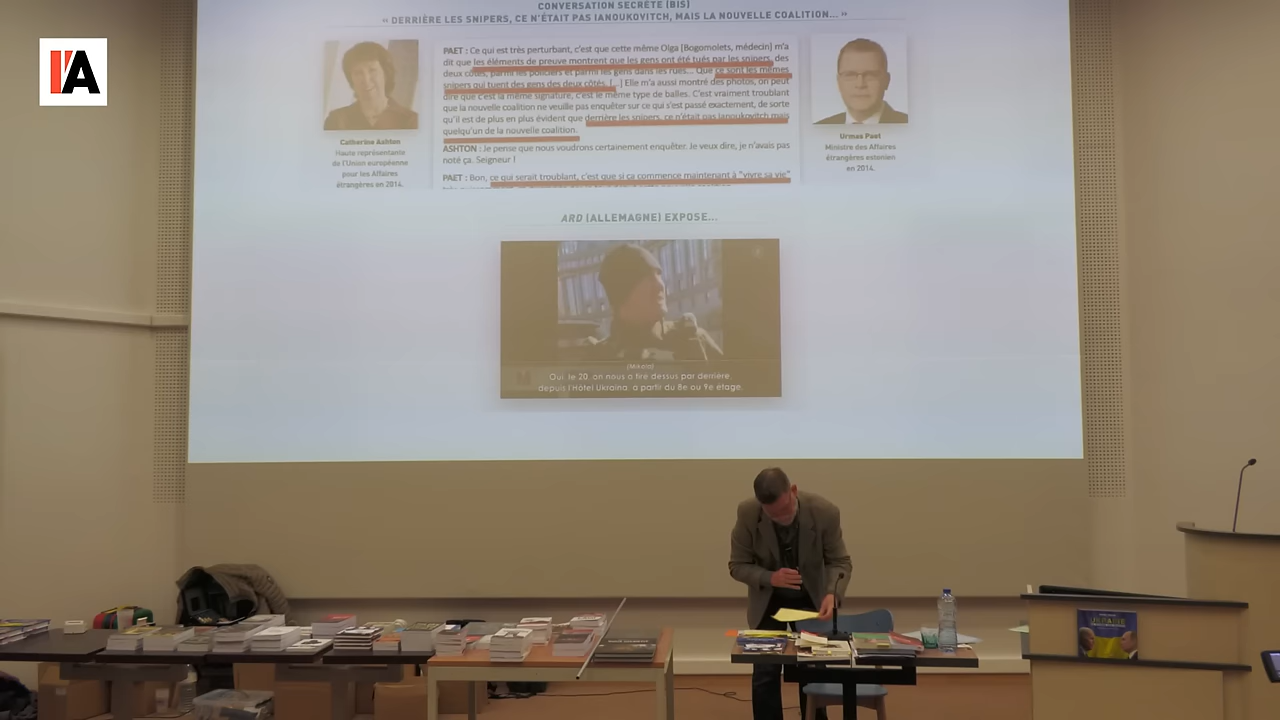 I'A
CONVERSATION SECRÈTE (BIS)
« DERRIÈRE LES SNIPERS, CE N'ÉTAIT PAS IANOUKOVITCH, MAIS LA NOUVELLE COALITION... »
PAET : Ce qui est très perturbant, c'est que cette même Olga [Bogomolets, médecin] m'a
dit que les éléments de preuve montrent que les gens ont été tués par les snipers, des
deux côtés, parmi les policiers et parmi les gens dans les rues... Que ce sont les mêmes
snipers qui tuent des gens des deux côtés. [...] Elle m'a aussi montré des photos, on peut
dire que c'est la même signature, c'est le même type de balles. C'est vraiment troublant
que la nouvelle coalition ne veuille pas enquêter sur ce qui s'est passé exactement, de sorte
qu'il est de plus en plus évident que derrière les snipers, ce n'était pas Ianoukovitch mais
quelqu'un de la nouvelle coalition.
ASHTON : Je pense que nous voudrons certainement enquêter. Je veux dire, je n'avais pas
noté ça. Seigneur !
PAET : Bon, ce qui serait troublant, c'est que si ça commence maintenant à "vivre sa vie"
Catherine Ashton
Haute représentante
de l'Union européenne
pour les Affaires
étrangères en 2014.
Urmas Paet
Ministre des Affaires
étrangères estonien
en 2014.
ARD (ALLEMAGNE) EXPOSE...
(Mikola)
Oui, le 20, on nous a tiré dessus par derrière,
depuis l'Hôtel Ukraina, à partir du 8e ou 9e étage.